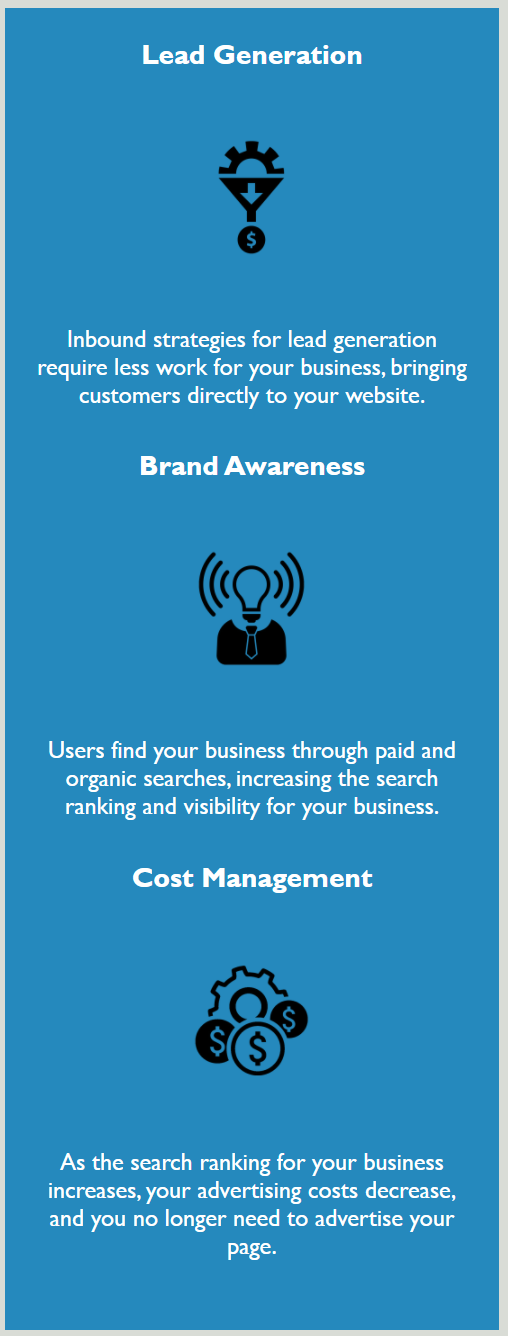 Lead Generation
$
Inbound strategies for lead generation
require less work for your business, bringing
customers directly to your website.
Brand Awareness
Users find your business through paid and
organic searches, increasing the search
ranking and visibility for your business.
Cost Management
$ $ $
As the search ranking for your business
increases, your advertising costs decrease,
and you no longer need to advertise your
page.